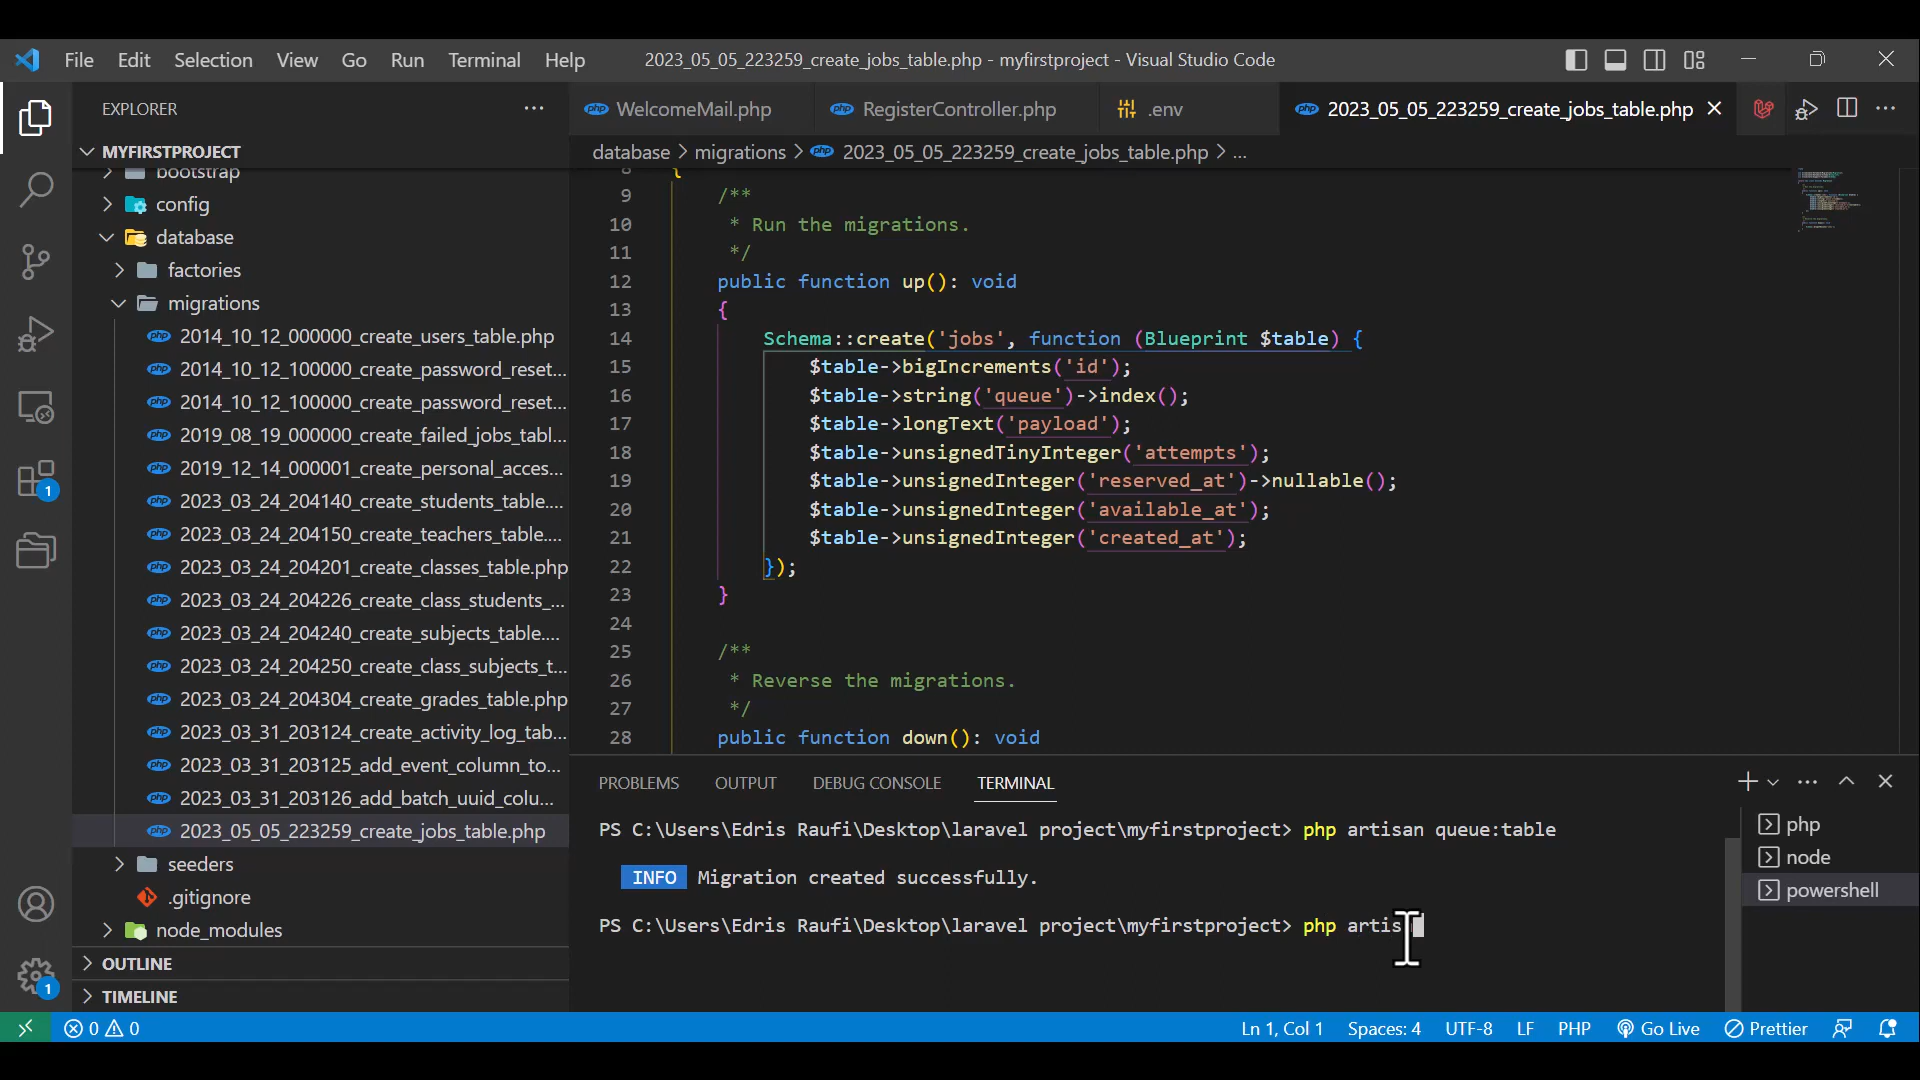 File Edit Selection View Go Run Terminal Help
2023_05_05_223259_create_jobs_table.php - myfirstproject - Visual Studio Code
EXPLORER
MYFIRSTPROJECT
bootstrap
config
database
factories
migrations
2014_10_12_000000_create_users_table.php
2014_10_12_100000_create_password_reset...
2014_10_12_100000_create_password_reset...
2019_08_19_000000_create_failed_jobs_tabl...
2019_12_14_000001_create_personal_acces...
2023_03_24_204140_create_students_table....
2023_03_24_204150_create_teachers_table....
2023_03_24_204201_create_classes_table.php
2023_03_24_204226_create_class_students_...
2023_03_24_204240_create_subjects_table....
2023_03_24_204250_create_class_subjects_t...
2023_03_24_204304_create_grades_table.php
2023_03_31_203124_create_activity_log_tab...
2023_03_31_203125_add_event_column_to...
2023_03_31_203126_add_batch_uuid_colu...
2023_05_05_223259_create_jobs_table.php
seeders
.gitignore
node_modules
OUTLINE
TIMELINE
1
1
WelcomeMail.php
RegisterController.php
.env
2023_05_05_223259_create_jobs_table.php
database > migrations > 2023_05_05_223259_create_jobs_table.php > ...
8 {
9 /**
10 * Run the migrations.
11 */
12 public function up(): void
13 {
14 Schema::create('jobs', function (Blueprint $table) {
15 $table->bigIncrements('id');
16 $table->string('queue')->index();
17 $table->longText('payload');
18 $table->unsignedTinyInteger('attempts');
19 $table->unsignedInteger('reserved_at')->nullable();
20 $table->unsignedInteger('available_at');
21 $table->unsignedInteger('created_at');
22 });
23 }
24
25 /**
26 * Reverse the migrations.
27 */
28 public function down(): void
PROBLEMS OUTPUT DEBUG CONSOLE TERMINAL
PS C:\Users\Edris Raufi\Desktop\laravel project\myfirstproject> php artisan queue:table
INFO Migration created successfully.
PS C:\Users\Edris Raufi\Desktop\laravel project\myfirstproject> php artis
php
node
powershell
0 0
Ln 1, Col 1
Spaces: 4
UTF-8
LF
PHP
Go Live
Prettier